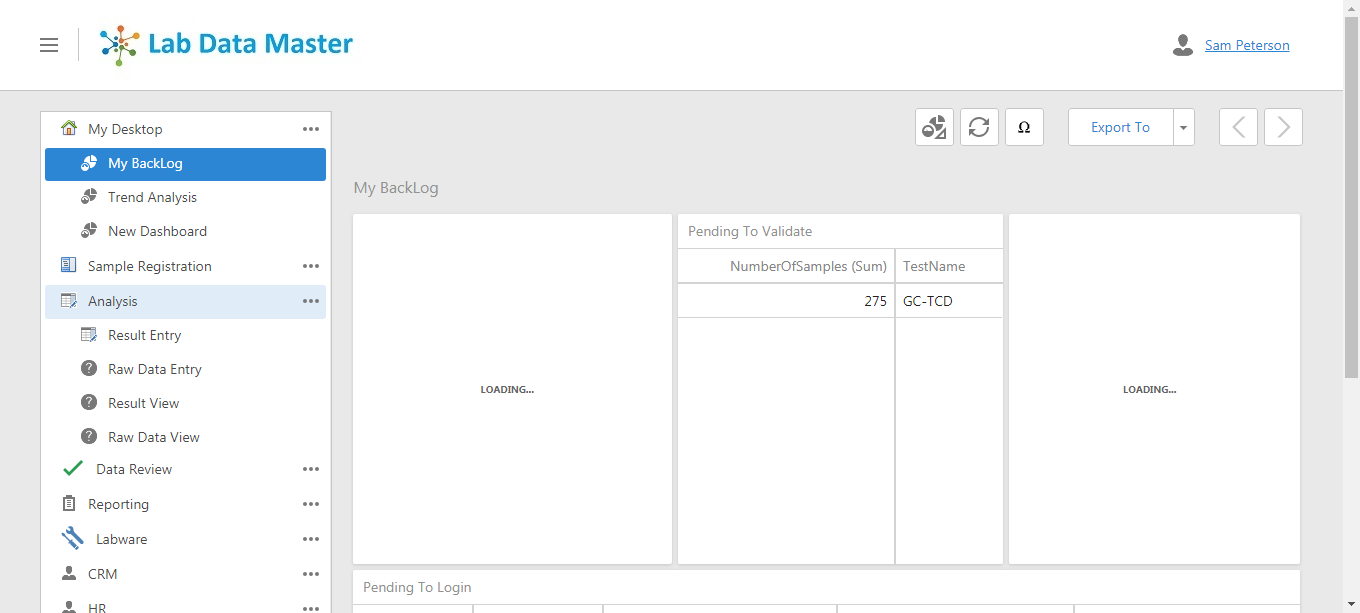 Lab Data Master
Sam Peterson
My Desktop
My BackLog
Trend Analysis
New Dashboard
Sample Registration
Analysis
Result Entry
Raw Data Entry
Result View
Raw Data View
Data Review
Reporting
Labware
CRM
HR
Ω
Export To
My BackLog
LOADING...
Pending To Validate
NumberOfSamples (Sum) TestName
275 GC-TCD
LOADING...
Pending To Login